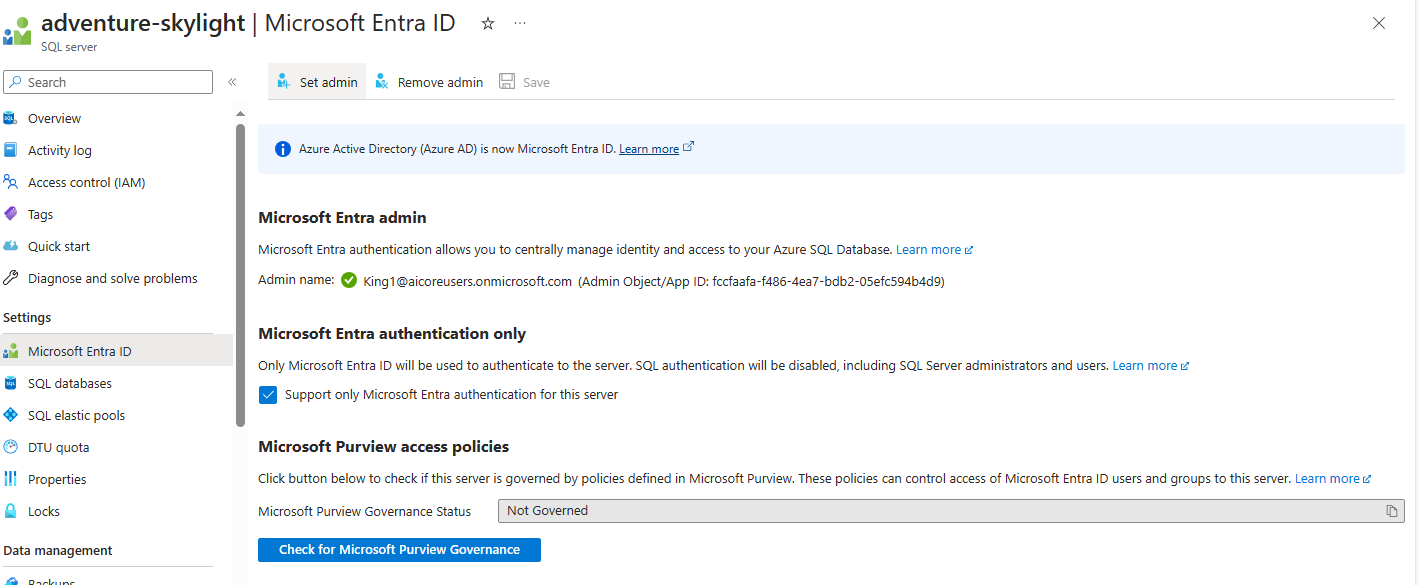 adventure-skylight | Microsoft Entra ID
SQL server
Search
Overview
Activity log
Access control (IAM)
Tags
Quick start
Diagnose and solve problems
Settings
Microsoft Entra ID
SQL databases
SQL elastic pools
DTU quota
Properties
Locks
Data management
Backups
Set admin
Remove admin
Save
Azure Active Directory (Azure AD) is now Microsoft Entra ID. Learn more
Microsoft Entra admin
Microsoft Entra authentication allows you to centrally manage identity and access to your Azure SQL Database. Learn more
Admin name: King1@aicoreusers.onmicrosoft.com (Admin Object/App ID: fccfaafa-f486-4ea7-bdb2-05efc594b4d9)
Microsoft Entra authentication only
Only Microsoft Entra ID will be used to authenticate to the server. SQL authentication will be disabled, including SQL Server administrators and users. Learn more
Support only Microsoft Entra authentication for this server
Microsoft Purview access policies
Click button below to check if this server is governed by policies defined in Microsoft Purview. These policies can control access of Microsoft Entra ID users and groups to this server. Learn more
Microsoft Purview Governance Status
Not Governed
Check for Microsoft Purview Governance